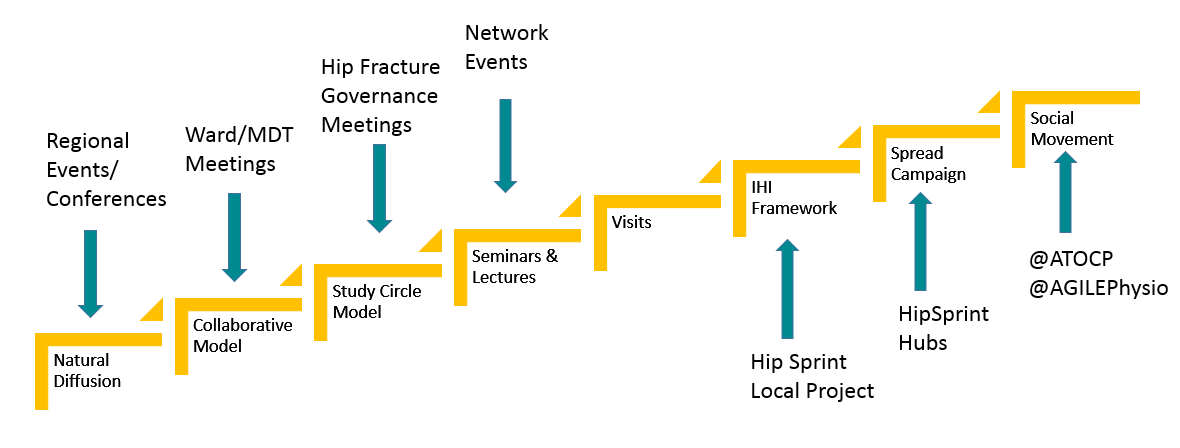 Regional
Events/
Conferences
Ward/MDT
Meetings
Hip Fracture
Governance
Meetings
Network
Events
Natural
Diffusion
Collaborative
Model
Study Circle
Model
Seminars &
Lectures
Visits
IHI
Framework
Spread
Campaign
Social
Movement
Hip Sprint
Local Project
HipSprint
Hubs
@ATOCP
@AGILEPhysio